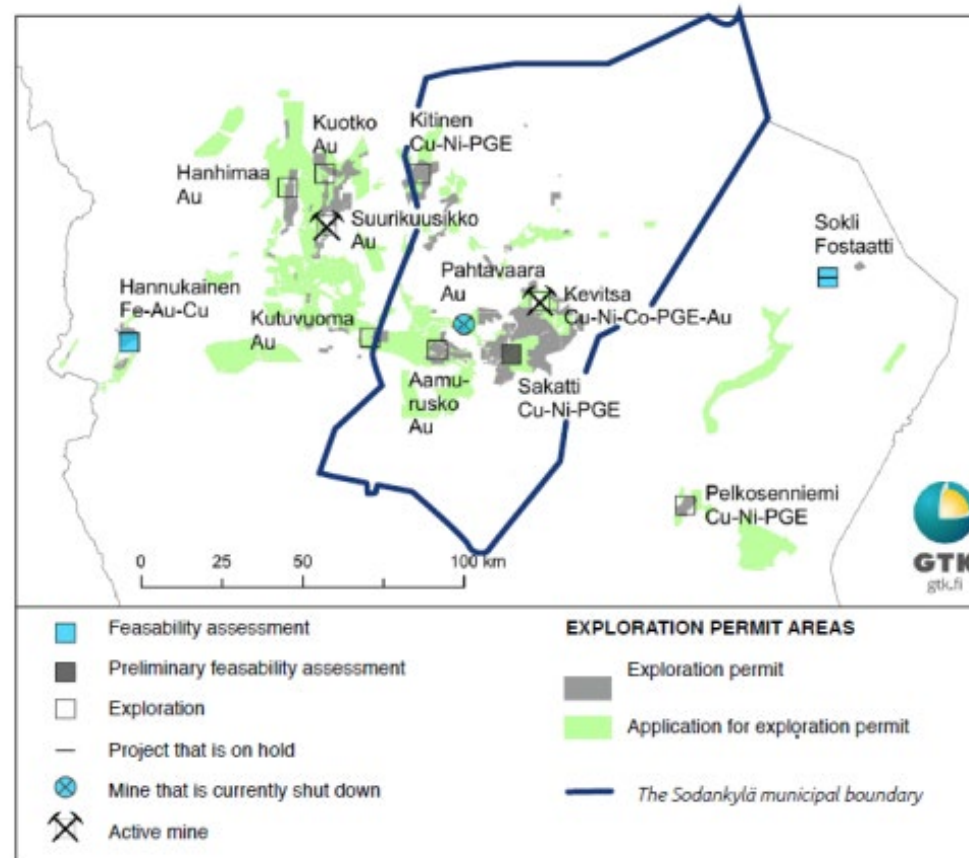 Kuotko
Au
Kitinen
Cu-Ni-PGE
Hanhimaa
Au
Suurikuusikko
Au
Sokli
Fostaatti
Pahtavaara
Au
Hannukainen
Fe-Au-Cu
Kevitsa
Cu-Ni-Co-PGE-Au
Kutuvuoma
Au
Aamu-
rusko
Au
Sakatti
Cu-Ni-PGE
Pelkosenniemi
Cu-Ni-PGE
0 25 50 100 km
GTK
gtk.fi
Feasability assessment
Preliminary feasability assessment
Exploration
Project that is on hold
Mine that is currently shut down
Active mine
EXPLORATION PERMIT AREAS
Exploration permit
Application for exploration permit
The Sodankylä municipal boundary